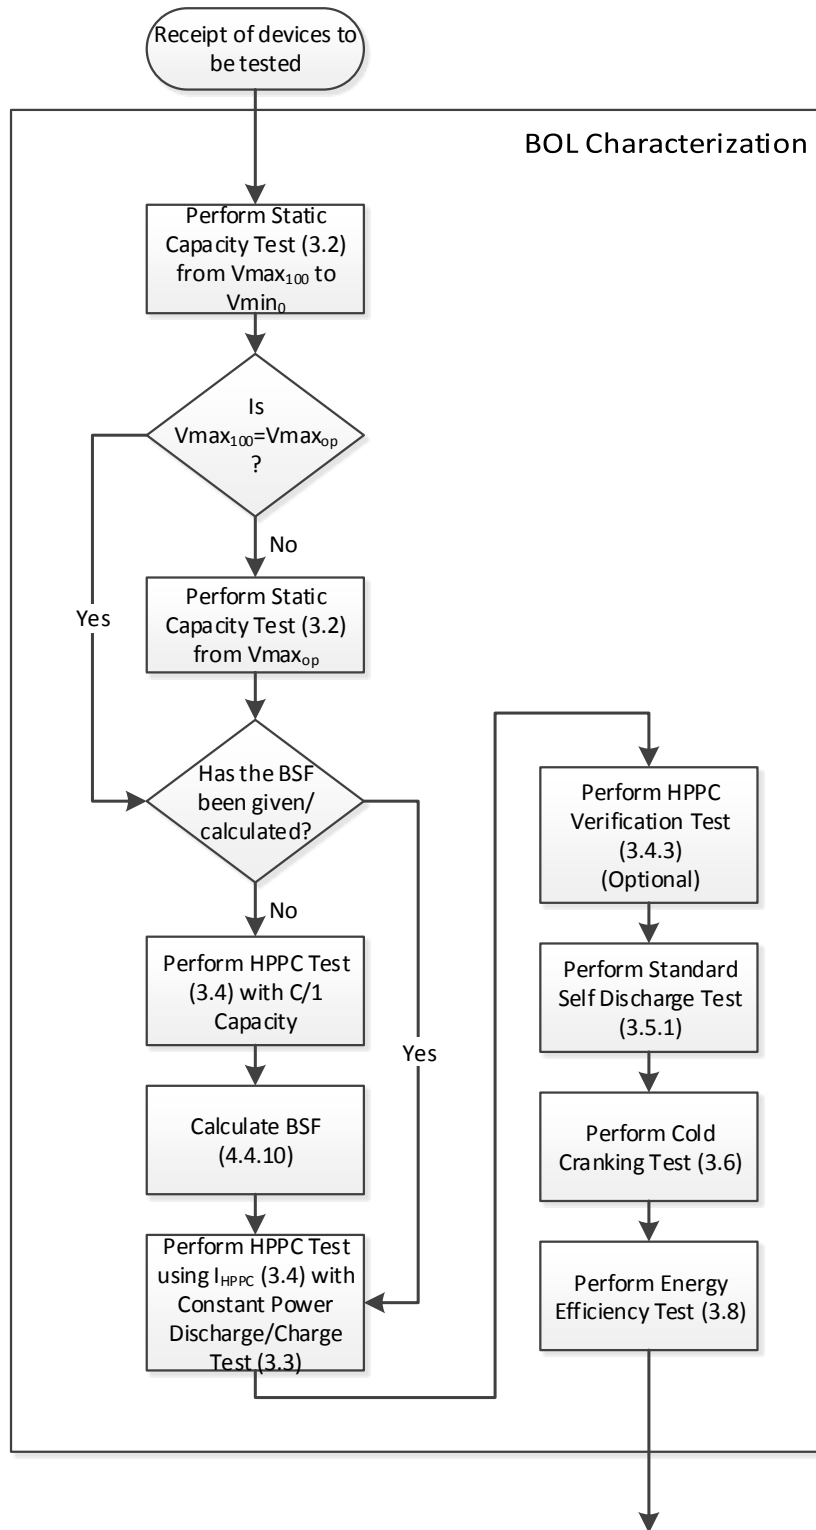 Receipt of devices to
be tested
BOL Characterization
Perform Static
Capacity Test (3.2)
from Vmax₁₀₀ to
Vmin₀
Is
Vmax₁₀₀=Vmaxₒₚ
?
No
Yes
Perform Static
Capacity Test (3.2)
from Vmaxₒₚ
Has the BSF
been given/
calculated?
No
Yes
Perform HPPC Test
(3.4) with C/1
Capacity
Calculate BSF
(4.4.10)
Perform HPPC Test
using I_HPPC (3.4) with
Constant Power
Discharge/Charge
Test (3.3)
Perform HPPC
Verification Test
(3.4.3)
(Optional)
Perform Standard
Self Discharge Test
(3.5.1)
Perform Cold
Cranking Test (3.6)
Perform Energy
Efficiency Test (3.8)